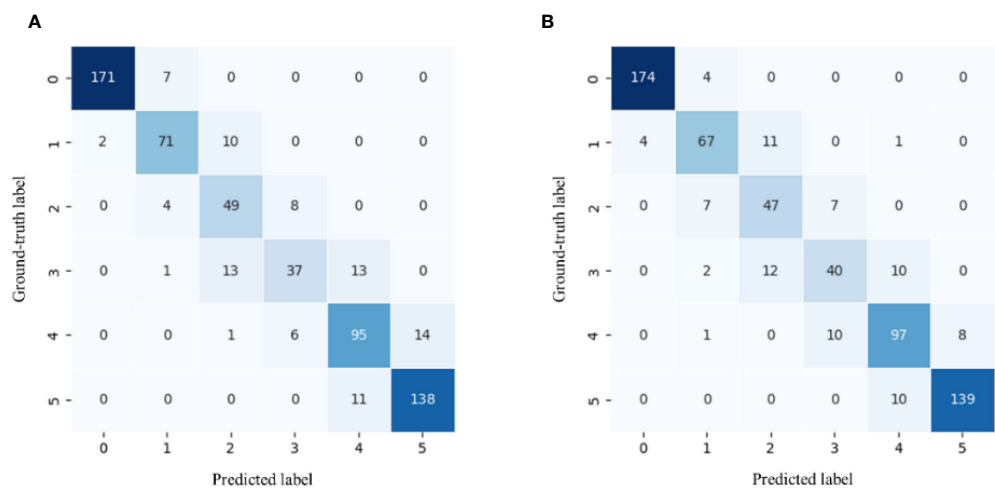 A
0 171 7 0 0 0 0
1 2 71 10 0 0 0
2 0 4 49 8 0 0
3 0 1 13 37 13 0
4 0 0 1 6 95 14
5 0 0 0 0 11 138
0 1 2 3 4 5
Ground-truth label
Predicted label
B
0 174 4 0 0 0 0
1 4 67 11 0 1 0
2 0 7 47 7 0 0
3 0 2 12 40 10 0
4 0 1 0 10 97 8
5 0 0 0 0 10 139
0 1 2 3 4 5
Ground-truth label
Predicted label